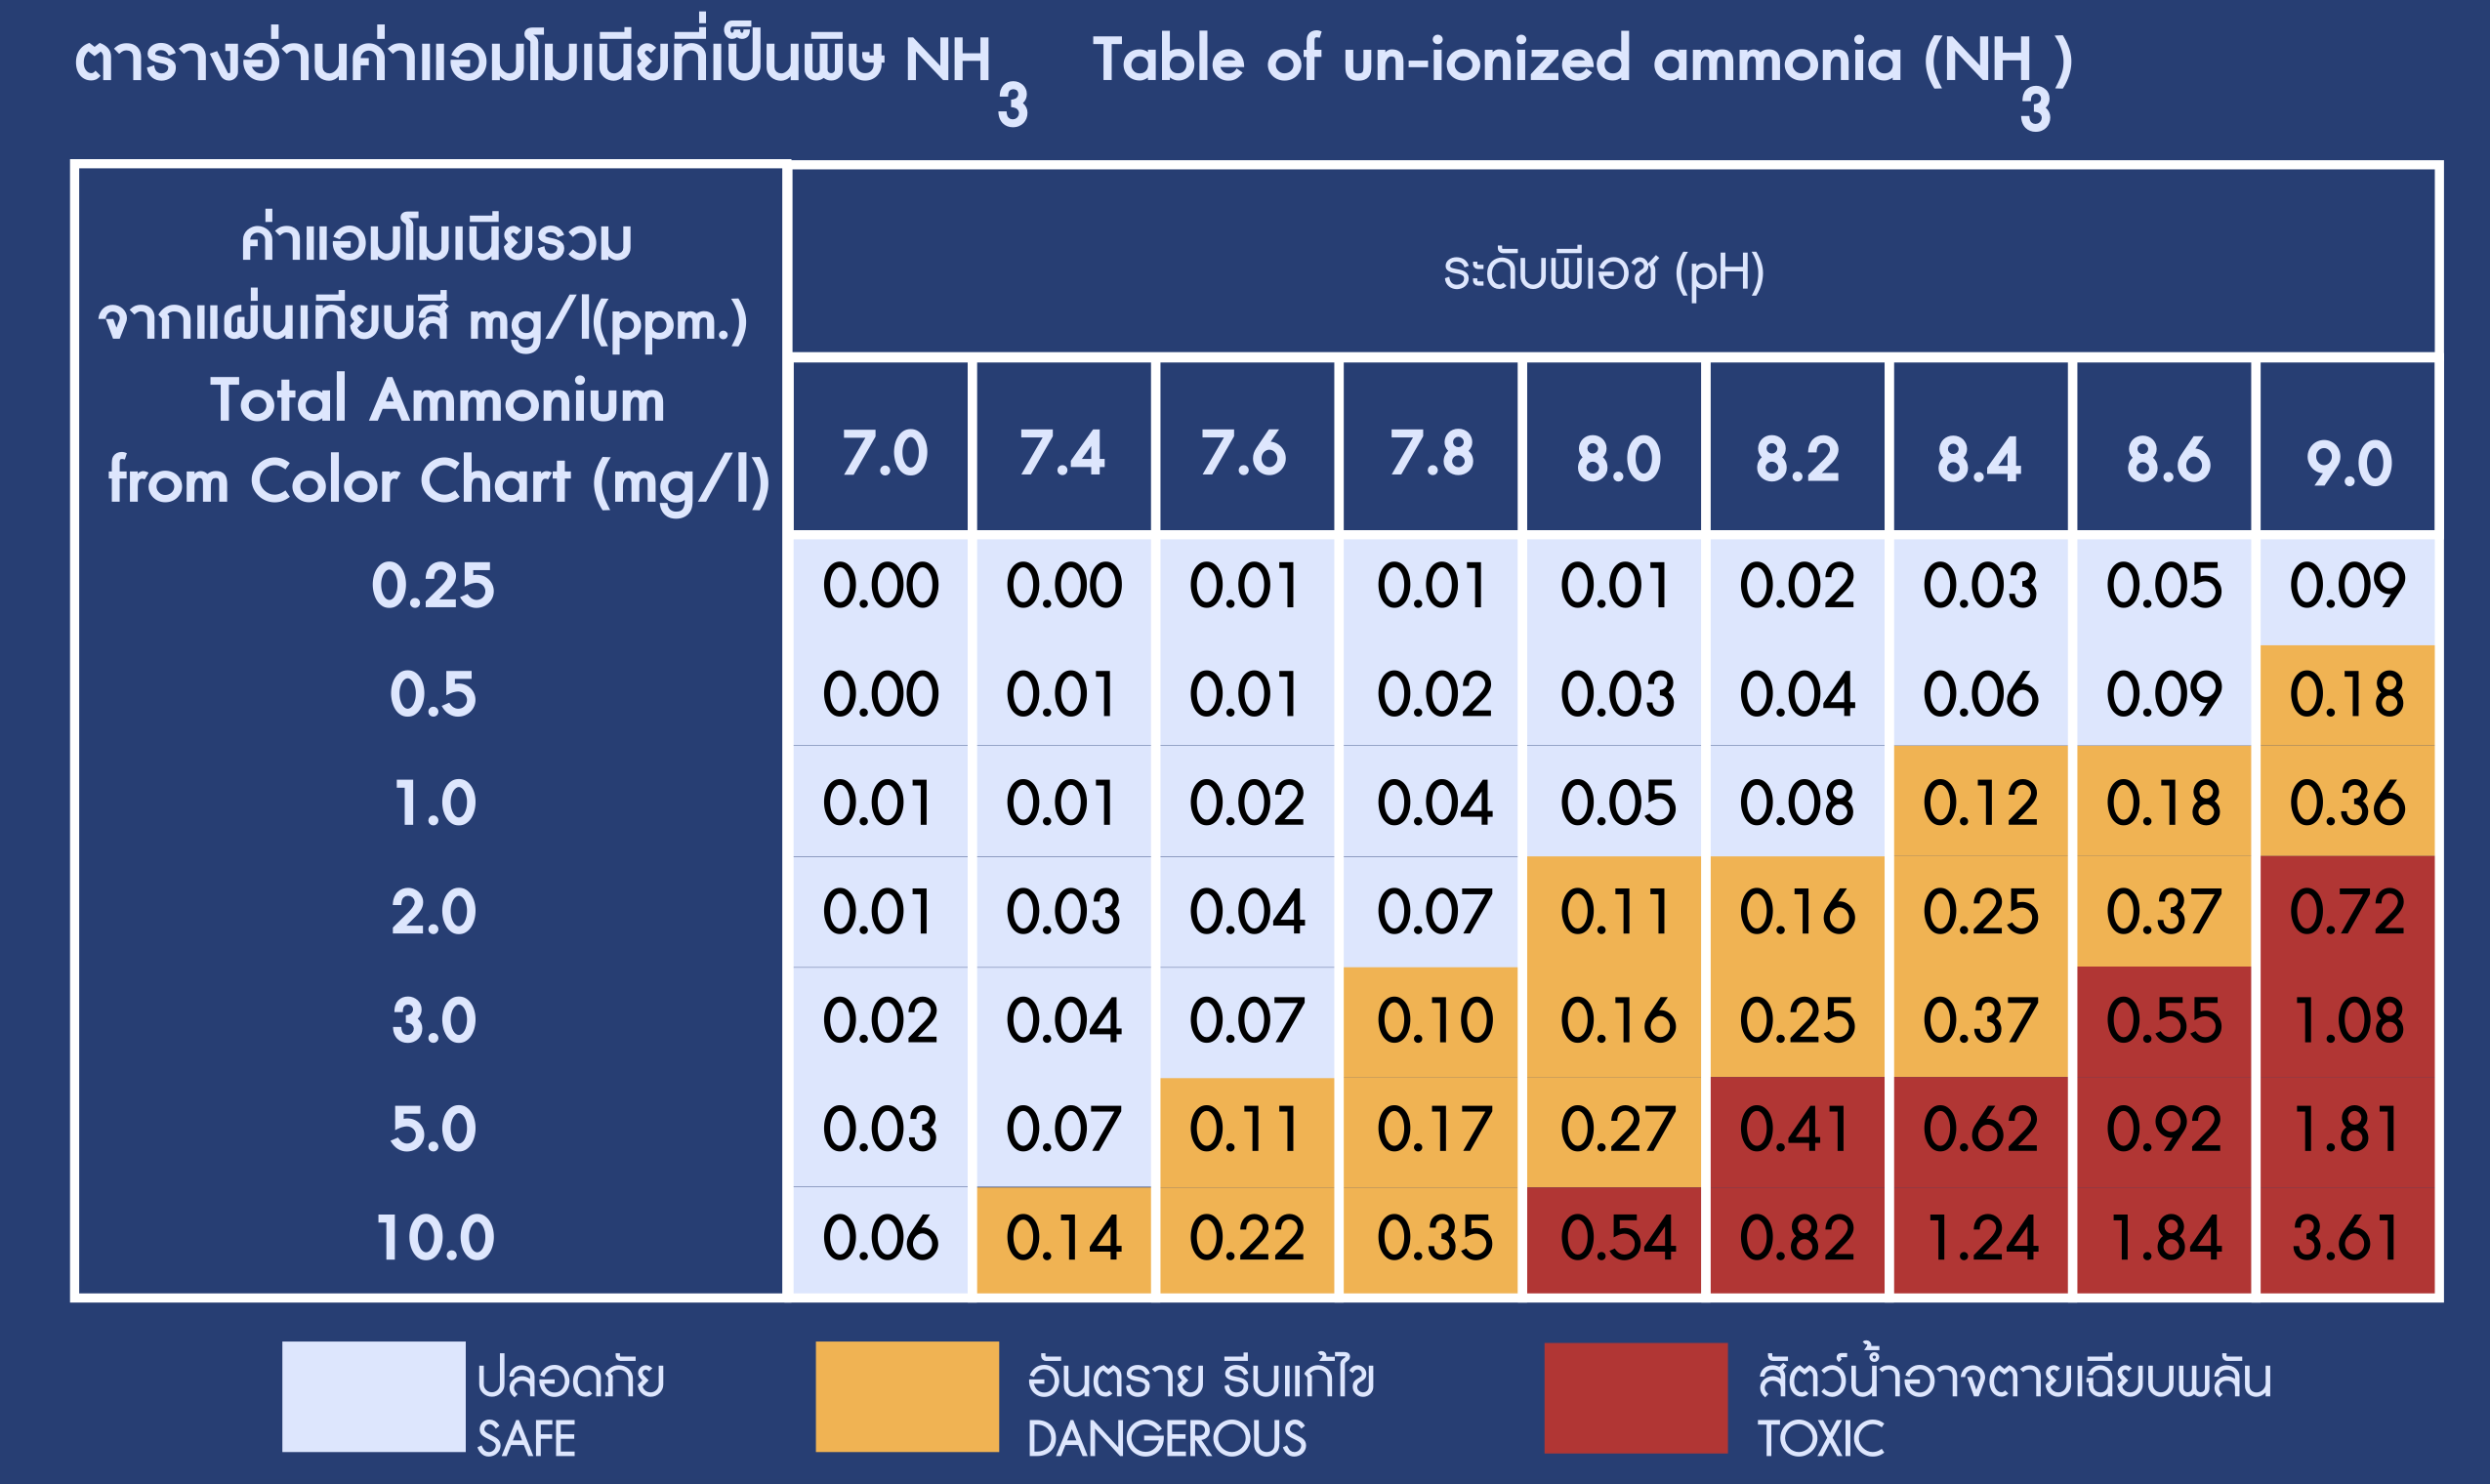 ตารางอ่านค่าแอมโมเนียที่เป็นพิษ NH3 Table of un-ionized ammonia (NH3)
ค่าแอมโมเนียรวม
จากแผ่นเทียบสี mg/l(ppm.)
Total Ammonium
from Color Chart (mg/l)
ระดับพีเอช (pH)
7.0 7.4 7.6 7.8 8.0 8.2 8.4 8.6 9.0
0.25 0.00 0.00 0.01 0.01 0.01 0.02 0.03 0.05 0.09
0.5 0.00 0.01 0.01 0.02 0.03 0.04 0.06 0.09 0.18
1.0 0.01 0.01 0.02 0.04 0.05 0.08 0.12 0.18 0.36
2.0 0.01 0.03 0.04 0.07 0.11 0.16 0.25 0.37 0.72
3.0 0.02 0.04 0.07 0.10 0.16 0.25 0.37 0.55 1.08
5.0 0.03 0.07 0.11 0.17 0.27 0.41 0.62 0.92 1.81
10.0 0.06 0.14 0.22 0.35 0.54 0.82 1.24 1.84 3.61
ปลอดภัย อันตราย รีบแก้ไข สัตว์น้ำอาจตายเฉียบพลัน
SAFE DANGEROUS TOXIC